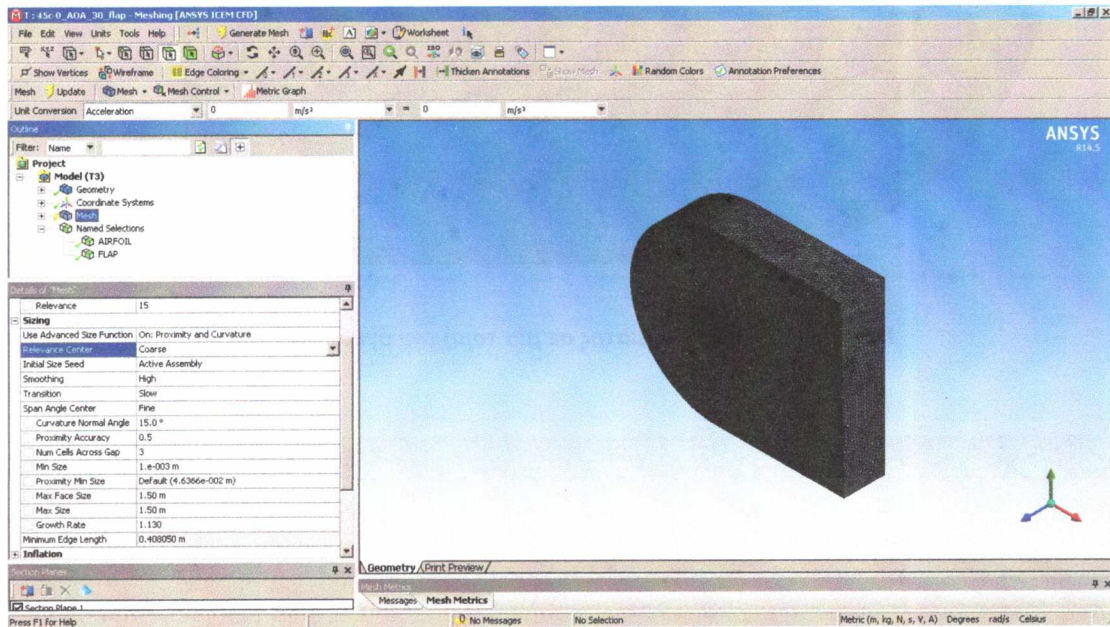 T : 45c 0_AOA_30_flap - Meshing [ANSYS ICEM CFD]
File Edit View Units Tools Help Generate Mesh A Worksheet
Show Vertices Wireframe Edge Coloring Thicken Annotations Show Mesh Random Colors Annotation Preferences
Mesh Update Mesh Mesh Control Metric Graph
Unit Conversion Acceleration 0 m/s² = 0 m/s²
Outline
Filter: Name
Project
Model (T3)
Geometry
Coordinate Systems
Mesh
Named Selections
AIRFOIL
FLAP
Details of "Mesh"
Relevance 15
Sizing
Use Advanced Size Function On: Proximity and Curvature
Relevance Center Coarse
Initial Size Seed Active Assembly
Smoothing High
Transition Slow
Span Angle Center Fine
Curvature Normal Angle 15.0 °
Proximity Accuracy 0.5
Num Cells Across Gap 3
Min Size 1.e-003 m
Proximity Min Size Default (4.6366e-002 m)
Max Face Size 1.50 m
Max Size 1.50 m
Growth Rate 1.130
Minimum Edge Length 0.408050 m
Inflation
Section Planes
Section Plane 1
Press F1 for Help
ANSYS
R14.5
Geometry Print Preview
Mesh Metrics
Messages Mesh Metrics
0 No Messages No Selection Metric (m, kg, N, s, V, A) Degrees rad/s Celsius